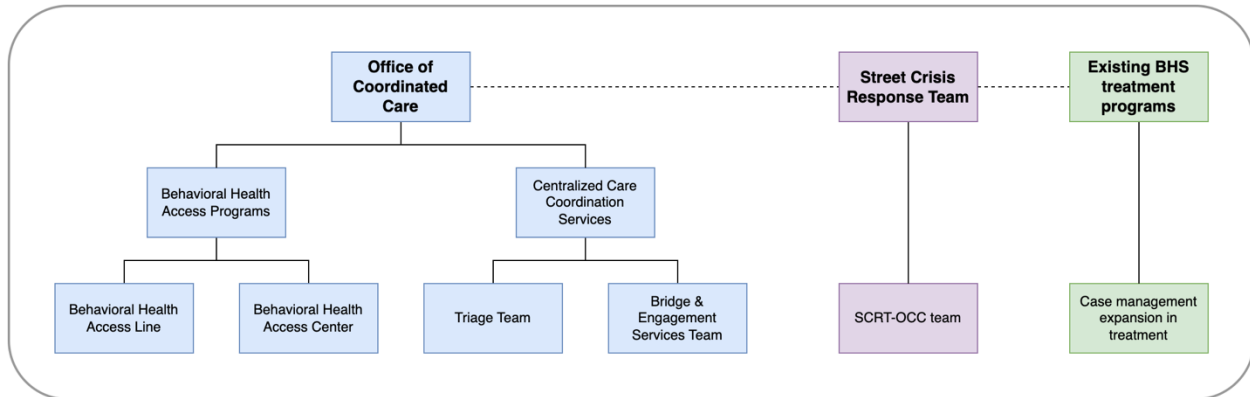 Office of
Coordinated
Care
Street Crisis
Response Team
Existing BHS
treatment
programs
Behavioral Health
Access Programs
Centralized Care
Coordination
Services
Behavioral Health
Access Line
Behavioral Health
Access Center
Triage Team
Bridge &
Engagement
Services Team
SCRT-OCC team
Case management
expansion in
treatment